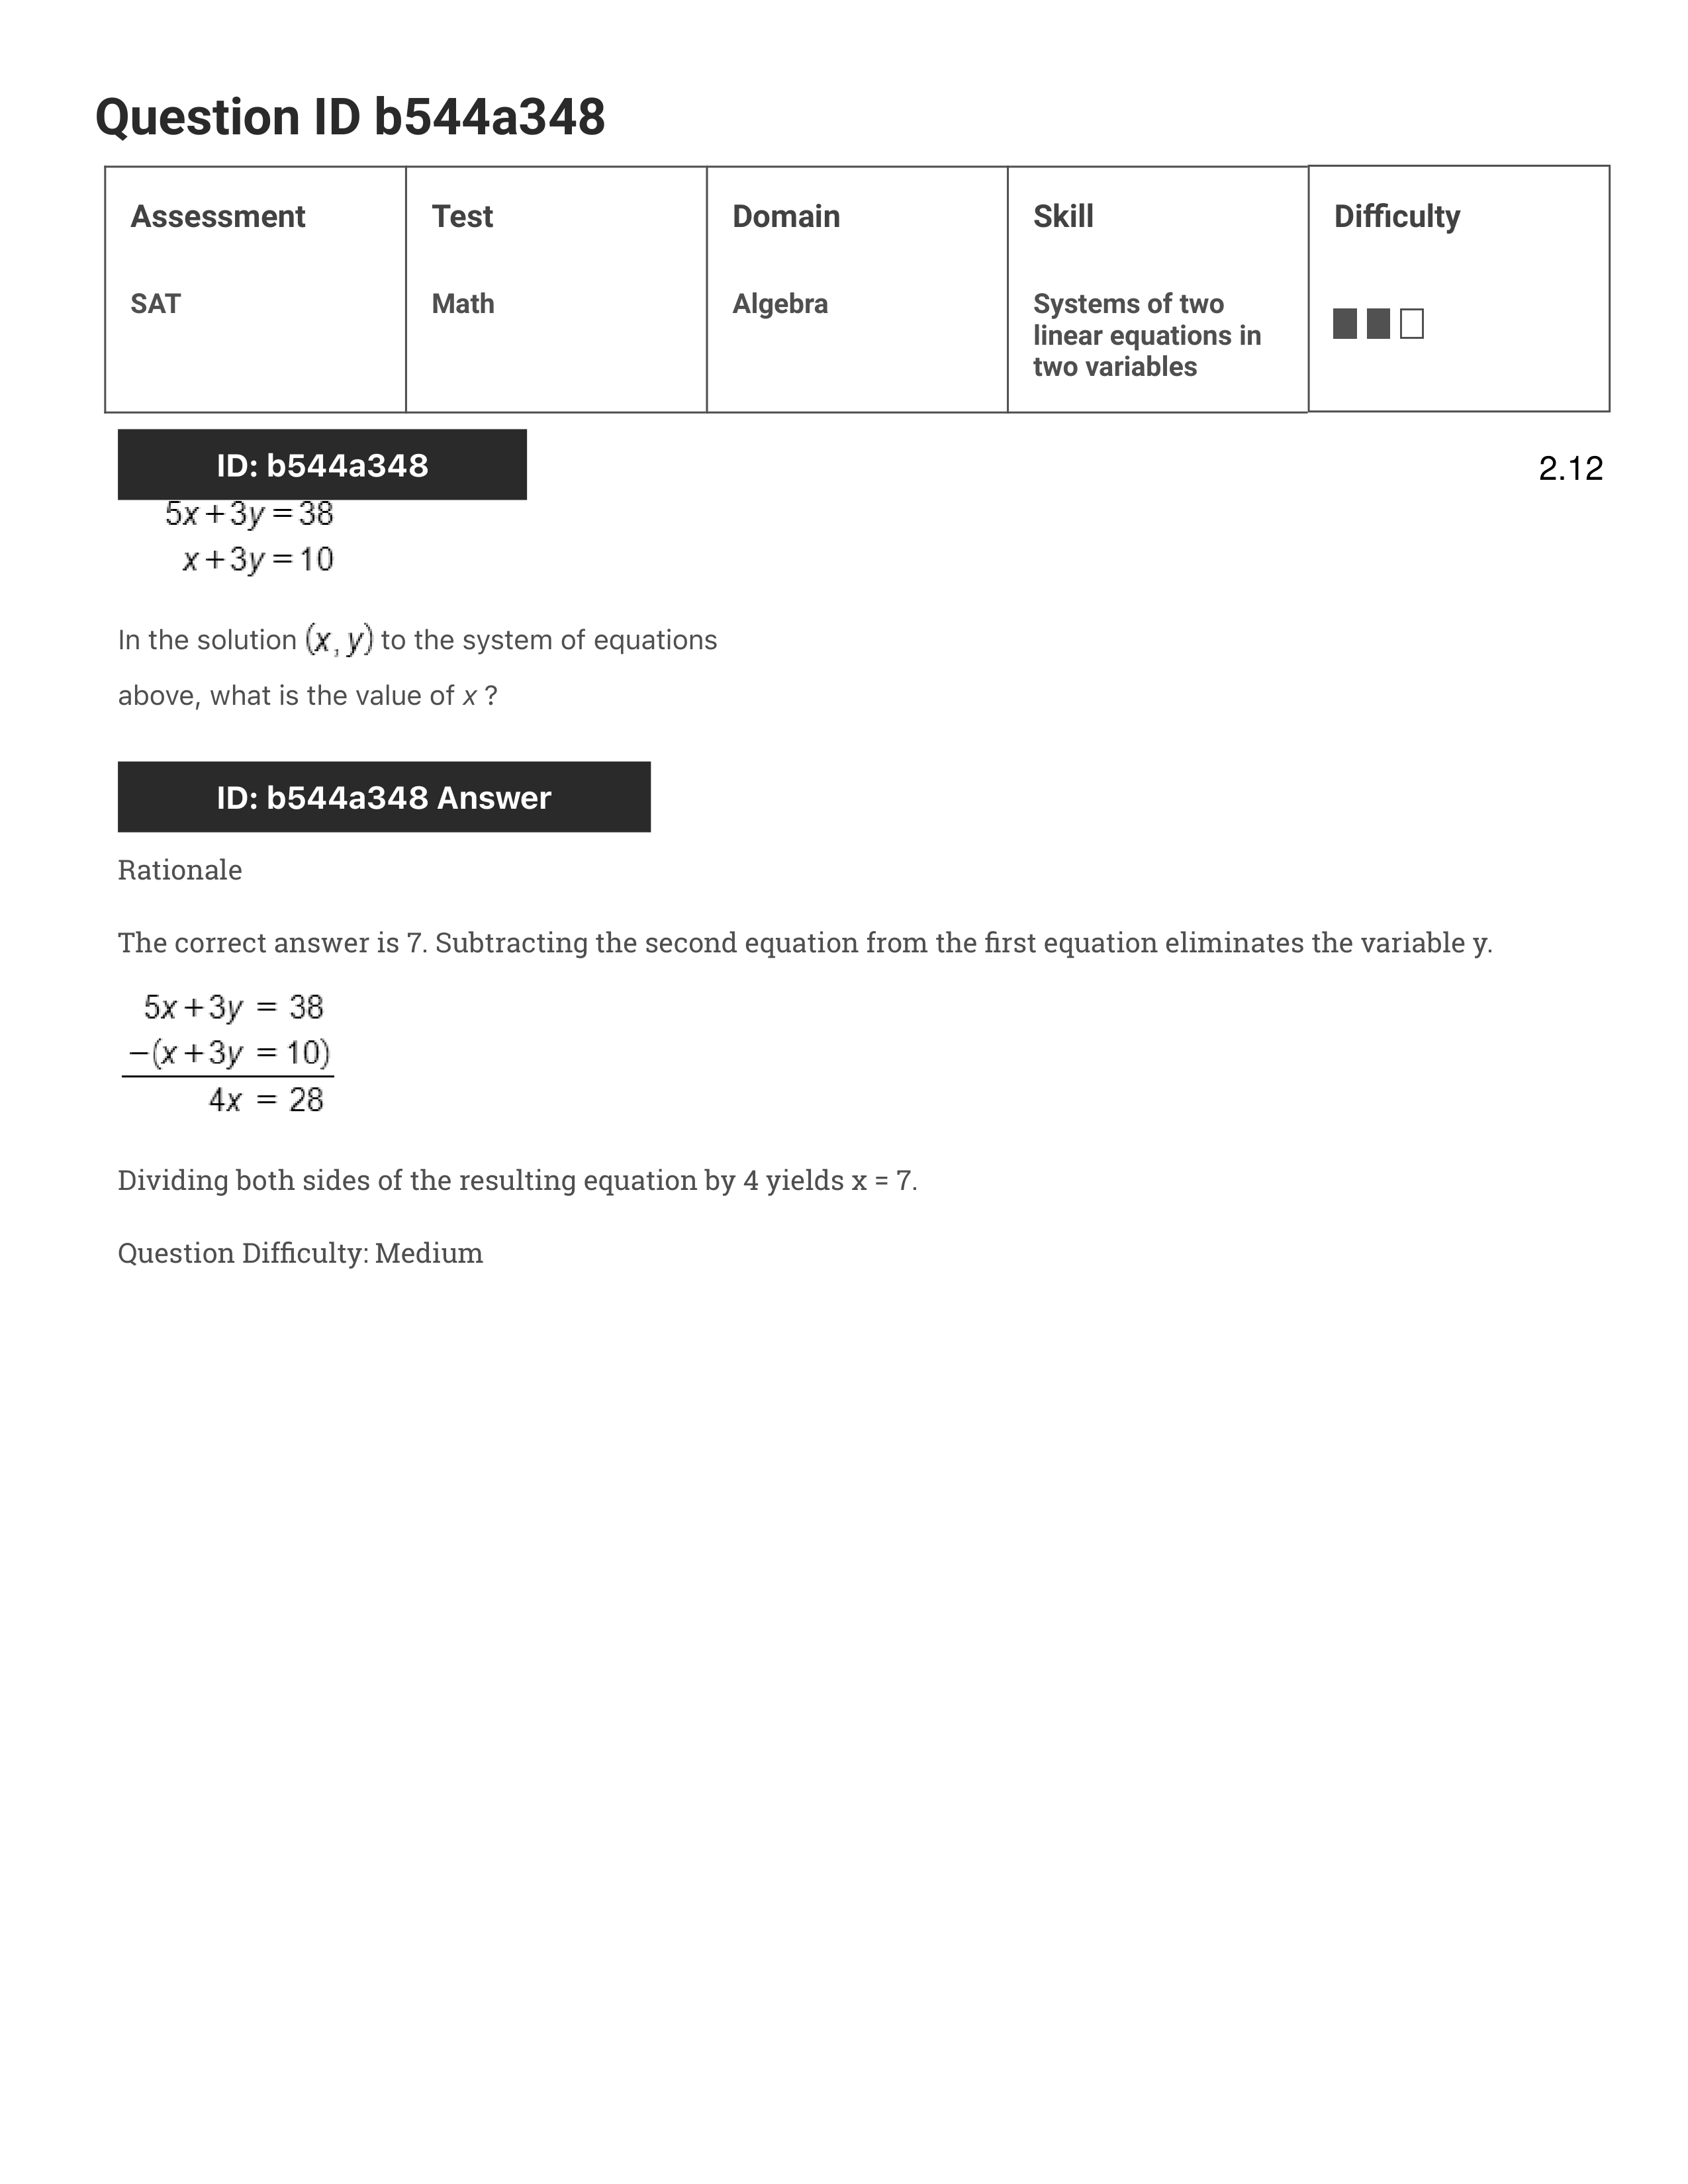 Question ID b544a348
Assessment Test Domain Skill Difficulty
SAT Math Algebra Systems of two
linear equations in
two variables
ID: b544a348 2.12
5x+3y=38
x+3y=10
In the solution (x, y) to the system of equations
above, what is the value of x ?
ID: b544a348 Answer
Rationale
The correct answer is 7. Subtracting the second equation from the first equation eliminates the variable y.
5x+3y = 38
−(x+3y = 10)
4x = 28
Dividing both sides of the resulting equation by 4 yields x = 7.
Question Difficulty: Medium